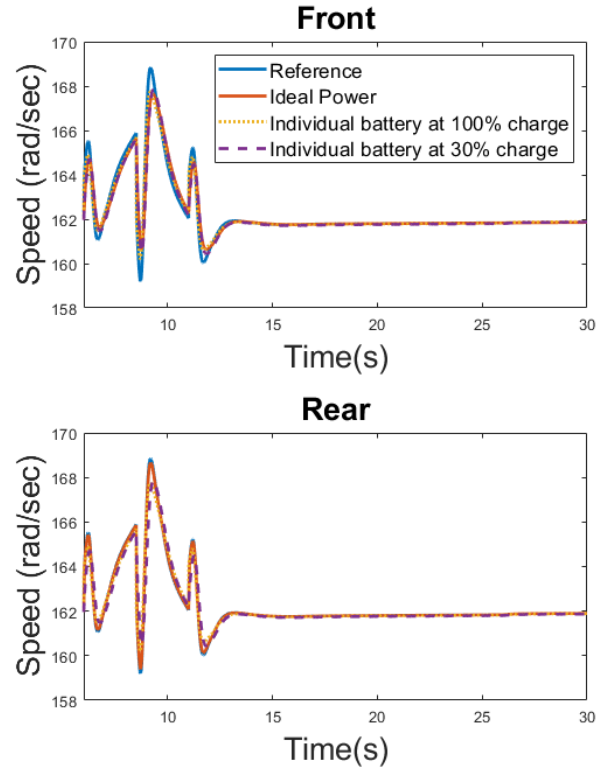 Front
170
168
166
164
162
160
158
Speed (rad/sec)
Reference
Ideal Power
Individual battery at 100% charge
Individual battery at 30% charge
10 15 20 25 30
Time(s)
Rear
170
168
166
164
162
160
158
Speed (rad/sec)
10 15 20 25 30
Time(s)